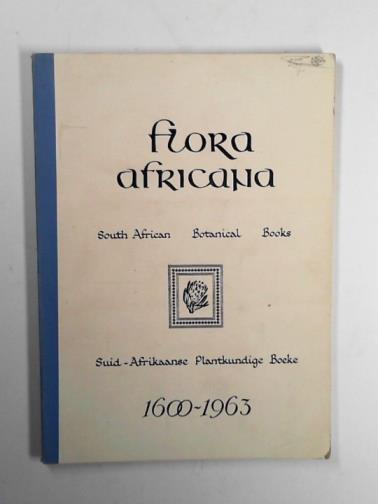 flora
africana
South African Botanical Books
Suid-Afrikaanse Plantkundige Boeke
1600-1963